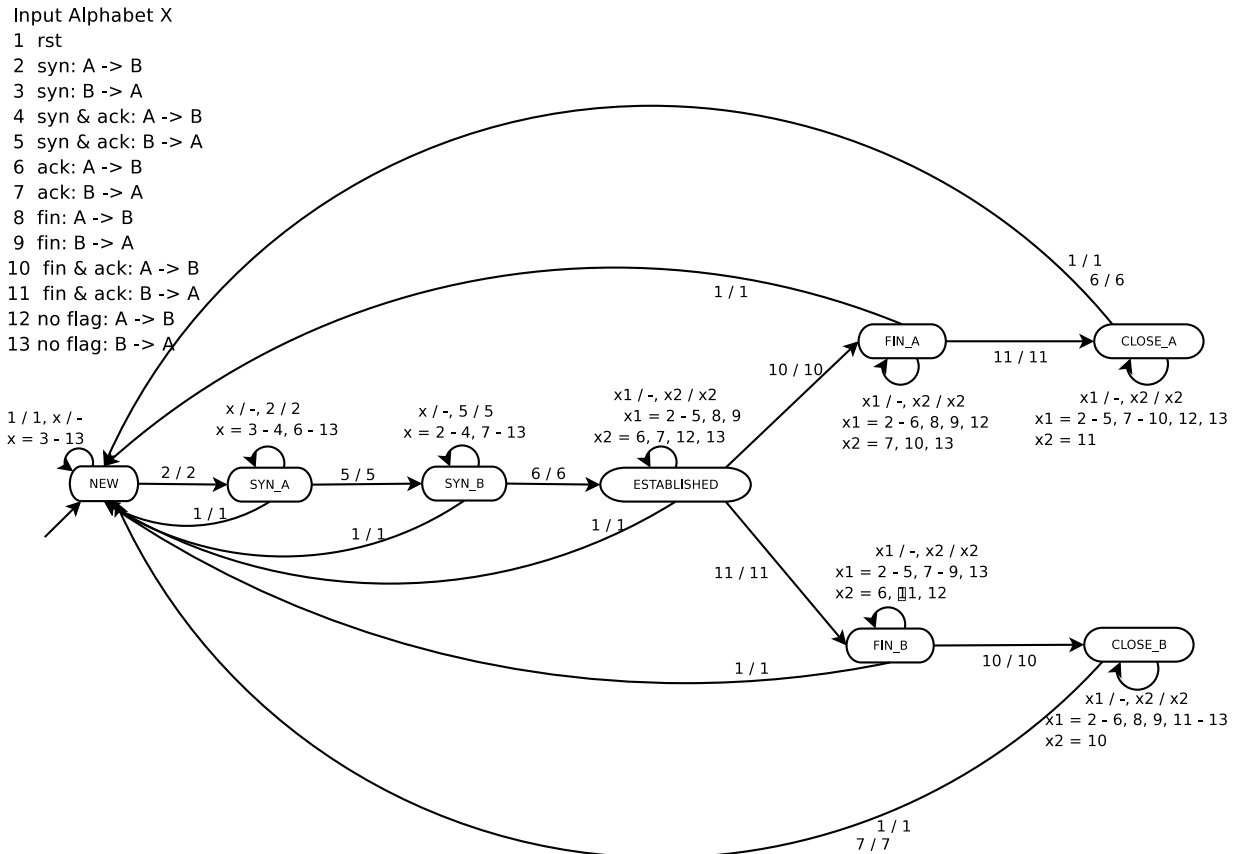 Input Alphabet X
1 rst
2 syn: A -> B
3 syn: B -> A
4 syn & ack: A -> B
5 syn & ack: B -> A
6 ack: A -> B
7 ack: B -> A
8 fin: A -> B
9 fin: B -> A
10 fin & ack: A -> B
11 fin & ack: B -> A
12 no flag: A -> B
13 no flag: B -> A
1 / 1
6 / 6
1 / 1
FIN_A
11 / 11
CLOSE_A
10 / 10
x1 / -, x2 / x2
x1 = 2 - 6, 8, 9, 12
x2 = 7, 10, 13
x1 / -, x2 / x2
x1 = 2 - 5, 7 - 10, 12, 13
x2 = 11
1 / 1, x / -
x = 3 - 13
x / -, 2 / 2
x = 3 - 4, 6 - 13
x / -, 5 / 5
x = 2 - 4, 7 - 13
x1 / -, x2 / x2
x1 = 2 - 5, 8, 9
x2 = 6, 7, 12, 13
NEW
2 / 2
SYN_A
5 / 5
SYN_B
6 / 6
ESTABLISHED
1 / 1
1 / 1
1 / 1
11 / 11
x1 / -, x2 / x2
x1 = 2 - 5, 7 - 9, 13
x2 = 6, 11, 12
FIN_B
10 / 10
CLOSE_B
1 / 1
x1 / -, x2 / x2
x1 = 2 - 6, 8, 9, 11 - 13
x2 = 10
1 / 1
7 / 7